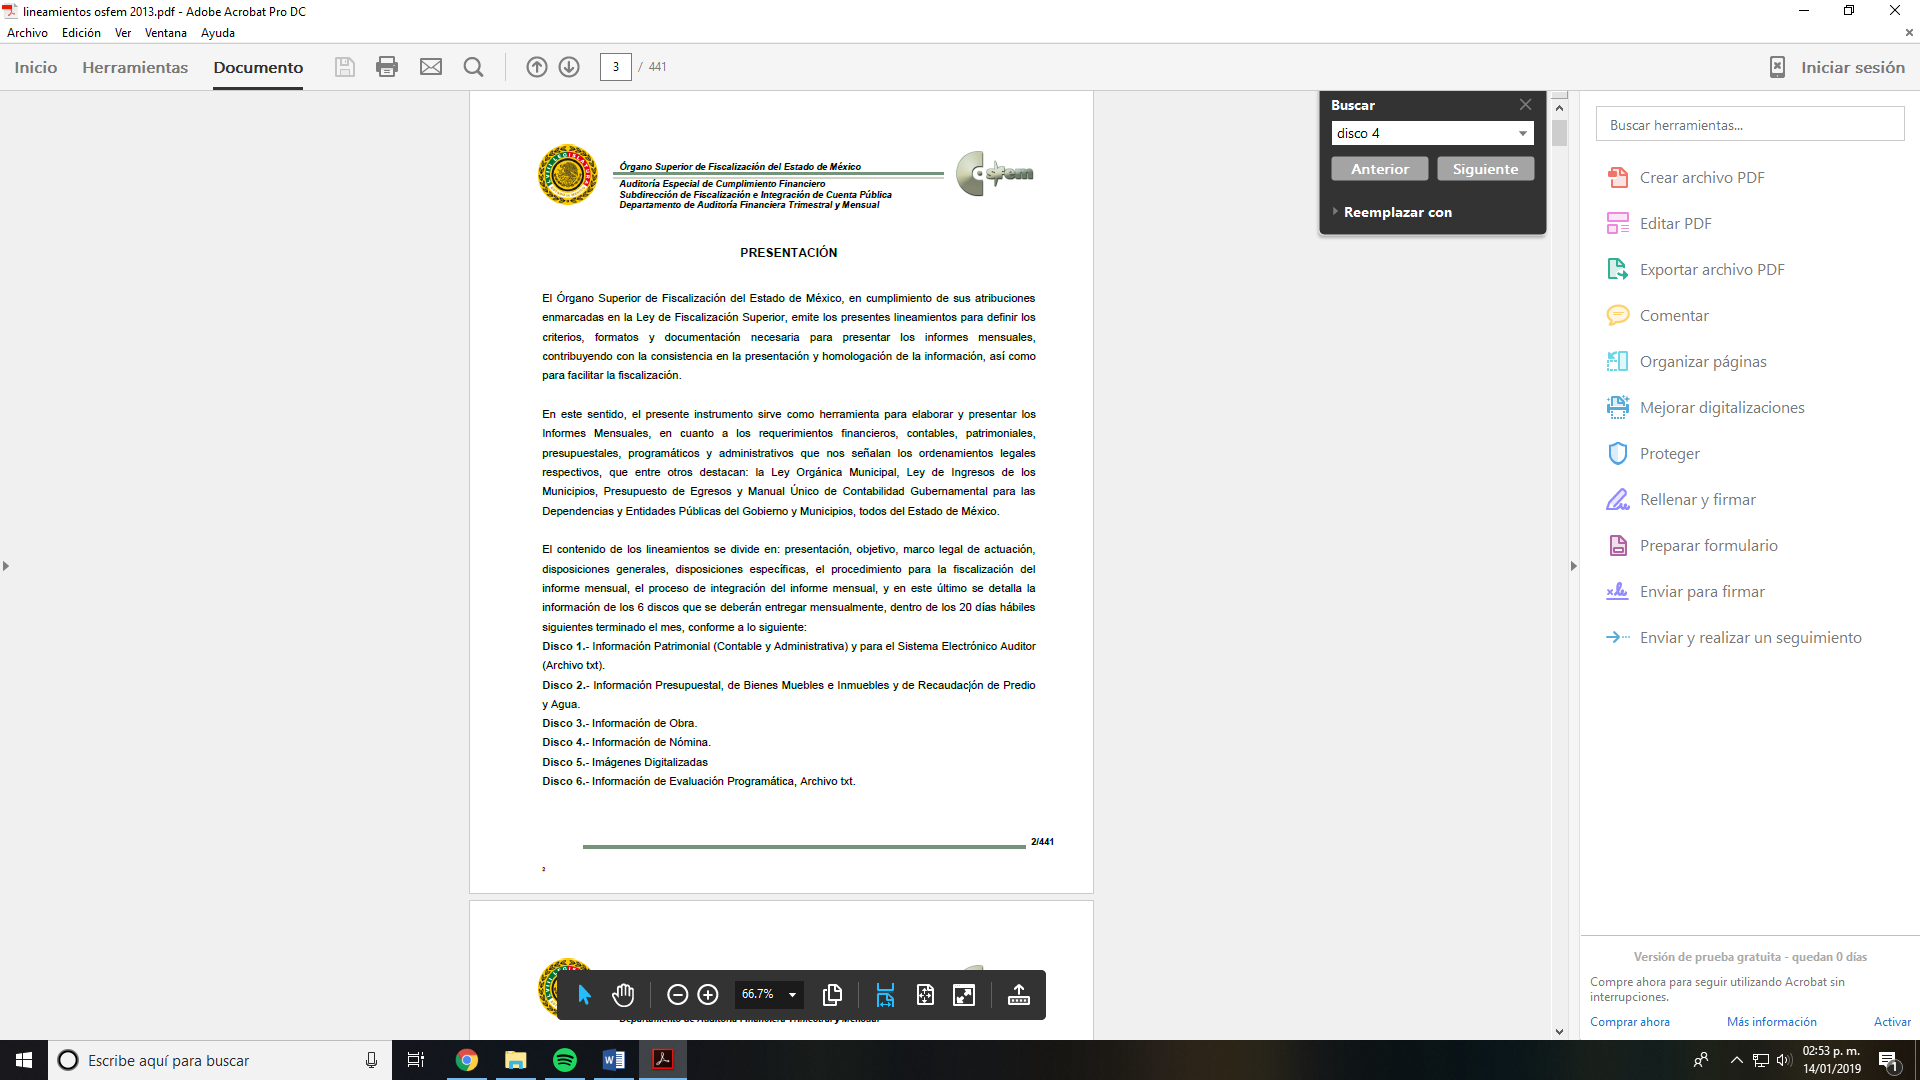 lineamientos osfem 2013.pdf - Adobe Acrobat Pro DC
Archivo Edición Ver Ventana Ayuda
Inicio Herramientas Documento 3 / 441 Iniciar sesión
Buscar
disco 4
Anterior Siguiente
Reemplazar con
Órgano Superior de Fiscalización del Estado de México
Auditoría Especial de Cumplimiento Financiero
Subdirección de Fiscalización e Integración de Cuenta Pública
Departamento de Auditoría Financiera Trimestral y Mensual
osfem
PRESENTACIÓN
El Órgano Superior de Fiscalización del Estado de México, en cumplimiento de sus atribuciones
enmarcadas en la Ley de Fiscalización Superior, emite los presentes lineamientos para definir los
criterios, formatos y documentación necesaria para presentar los informes mensuales,
contribuyendo con la consistencia en la presentación y homologación de la información, así como
para facilitar la fiscalización.
En este sentido, el presente instrumento sirve como herramienta para elaborar y presentar los
Informes Mensuales, en cuanto a los requerimientos financieros, contables, patrimoniales,
presupuestales, programáticos y administrativos que nos señalan los ordenamientos legales
respectivos, que entre otros destacan: la Ley Orgánica Municipal, Ley de Ingresos de los
Municipios, Presupuesto de Egresos y Manual Único de Contabilidad Gubernamental para las
Dependencias y Entidades Públicas del Gobierno y Municipios, todos del Estado de México.
El contenido de los lineamientos se divide en: presentación, objetivo, marco legal de actuación,
disposiciones generales, disposiciones específicas, el procedimiento para la fiscalización del
informe mensual, el proceso de integración del informe mensual, y en este último se detalla la
información de los 6 discos que se deberán entregar mensualmente, dentro de los 20 días hábiles
siguientes terminado el mes, conforme a lo siguiente:
Disco 1.- Información Patrimonial (Contable y Administrativa) y para el Sistema Electrónico Auditor
(Archivo txt).
Disco 2.- Información Presupuestal, de Bienes Muebles e Inmuebles y de Recaudación de Predio
y Agua.
Disco 3.- Información de Obra.
Disco 4.- Información de Nómina.
Disco 5.- Imágenes Digitalizadas
Disco 6.- Información de Evaluación Programática, Archivo txt.
2/441
66.7%
Buscar herramientas...
Crear archivo PDF
Editar PDF
Exportar archivo PDF
Comentar
Organizar páginas
Mejorar digitalizaciones
Proteger
Rellenar y firmar
Preparar formulario
Enviar para firmar
Enviar y realizar un seguimiento
Versión de prueba gratuita - quedan 0 días
Compre ahora para seguir utilizando Acrobat sin
interrupciones.
Comprar ahora Más información Activar
Escribe aquí para buscar
02:53 p. m.
14/01/2019
1